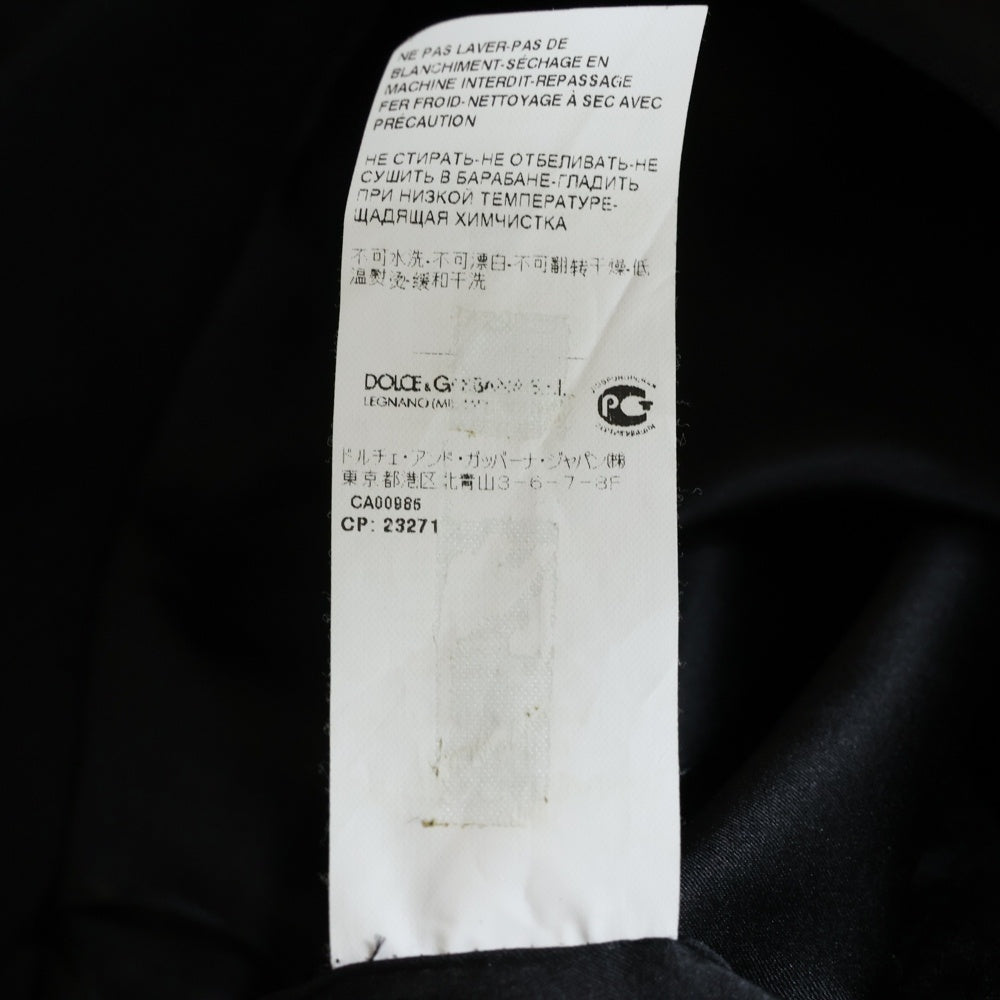 NE PAS LAVER-PAS DE
BLANCHIMENT-SÉCHAGE EN
MACHINE INTERDIT-REPASSAGE
FER FROID-NETTOYAGE À SEC AVEC
PRÉCAUTION
НЕ СТИРАТЬ-НЕ ОТБЕЛИВАТЬ-НЕ
СУШИТЬ В БАРАБАНЕ-ГЛАДИТЬ
ПРИ НИЗКОЙ ТЕМПЕРАТУРЕ-
ЩАДЯЩАЯ ХИМЧИСТКА
不可水洗-不可漂白-不可翻转干燥-低
温熨烫-缓和干洗
DOLCE & GABBANA S.r.l.
LEGNANO (MILANO)
РСТ
ドルチェ・アンド・ガッバーナ・ジャパン(株)
東京都港区北青山3-6-7-8F
CA00985
CP: 23271